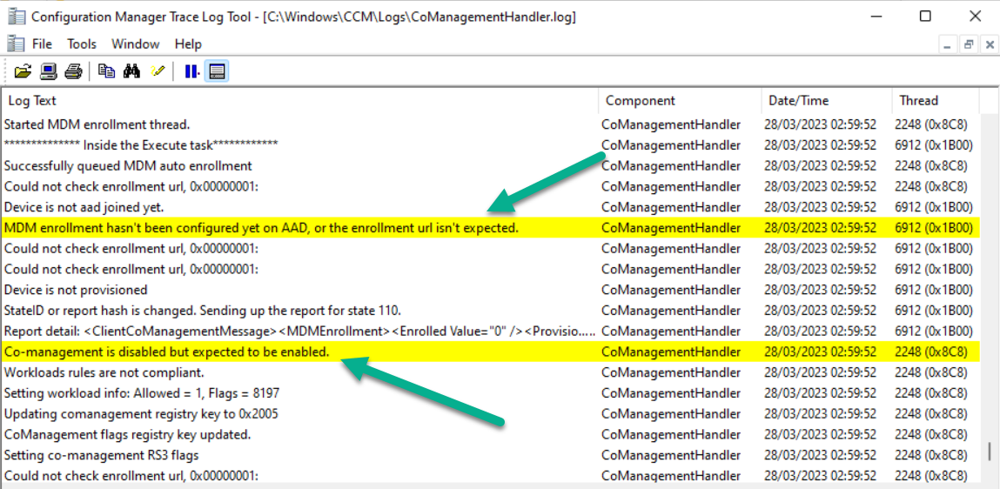 Configuration Manager Trace Log Tool - [C:\Windows\CCM\Logs\CoManagementHandler.log]
File Tools Window Help
Log Text Component Date/Time Thread
Started MDM enrollment thread. CoManagementHandler 28/03/2023 02:59:52 2248 (0x8C8)
************** Inside the Execute task************ CoManagementHandler 28/03/2023 02:59:52 6912 (0x1B00)
Successfully queued MDM auto enrollment CoManagementHandler 28/03/2023 02:59:52 2248 (0x8C8)
Could not check enrollment url, 0x00000001: CoManagementHandler 28/03/2023 02:59:52 2248 (0x8C8)
Device is not aad joined yet. CoManagementHandler 28/03/2023 02:59:52 6912 (0x1B00)
MDM enrollment hasn't been configured yet on AAD, or the enrollment url isn't expected. CoManagementHandler 28/03/2023 02:59:52 6912 (0x1B00)
Could not check enrollment url, 0x00000001: CoManagementHandler 28/03/2023 02:59:52 6912 (0x1B00)
Could not check enrollment url, 0x00000001: CoManagementHandler 28/03/2023 02:59:52 6912 (0x1B00)
Device is not provisioned CoManagementHandler 28/03/2023 02:59:52 6912 (0x1B00)
StateID or report hash is changed. Sending up the report for state 110. CoManagementHandler 28/03/2023 02:59:52 6912 (0x1B00)
Report detail: <ClientCoManagementMessage><MDMEnrollment><Enrolled Value="0" /><Provisio..... CoManagementHandler 28/03/2023 02:59:52 6912 (0x1B00)
Co-management is disabled but expected to be enabled. CoManagementHandler 28/03/2023 02:59:52 2248 (0x8C8)
Workloads rules are not compliant. CoManagementHandler 28/03/2023 02:59:52 2248 (0x8C8)
Setting workload info: Allowed = 1, Flags = 8197 CoManagementHandler 28/03/2023 02:59:52 2248 (0x8C8)
Updating comanagement registry key to 0x2005 CoManagementHandler 28/03/2023 02:59:52 2248 (0x8C8)
CoManagement flags registry key updated. CoManagementHandler 28/03/2023 02:59:52 2248 (0x8C8)
Setting co-management RS3 flags CoManagementHandler 28/03/2023 02:59:52 2248 (0x8C8)
Could not check enrollment url, 0x00000001: CoManagementHandler 28/03/2023 02:59:52 2248 (0x8C8)